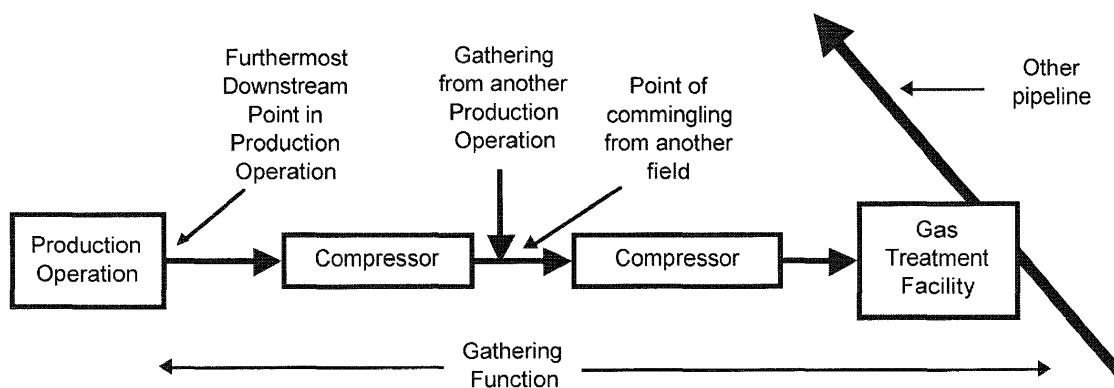 Furthermost
Downstream
Point in
Production
Operation
Gathering
from another
Production
Operation
Point of
commingling
from another
field
Other
pipeline
Production
Operation
Compressor
Compressor
Gas
Treatment
Facility
Gathering
Function